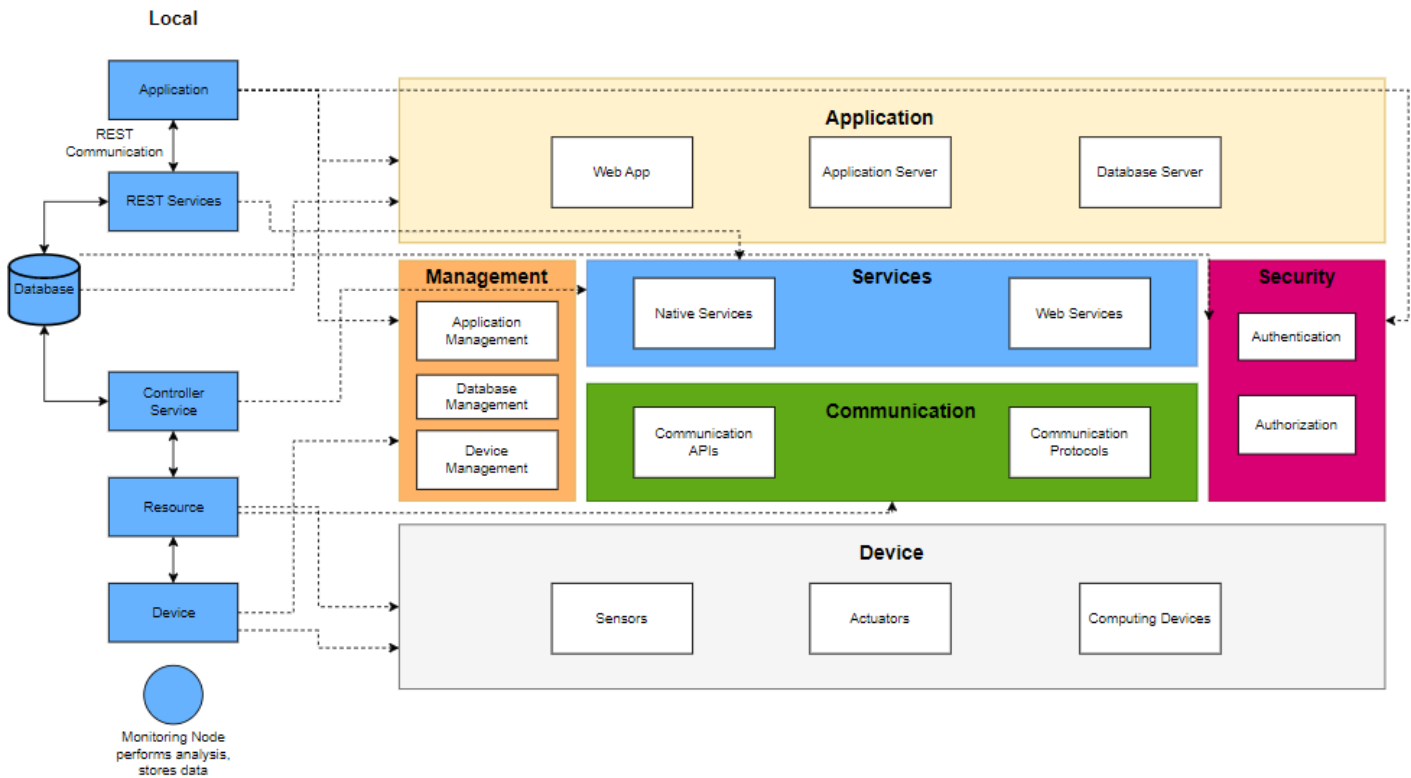 Local
Application
REST
Communication
REST Services
Database
Controller
Service
Resource
Device
Monitoring Node
performs analysis,
stores data
Application
Web App
Application Server
Database Server
Management
Application
Management
Database
Management
Device
Management
Services
Native Services
Web Services
Communication
Communication
APIs
Communication
Protocols
Security
Authentication
Authorization
Device
Sensors
Actuators
Computing Devices